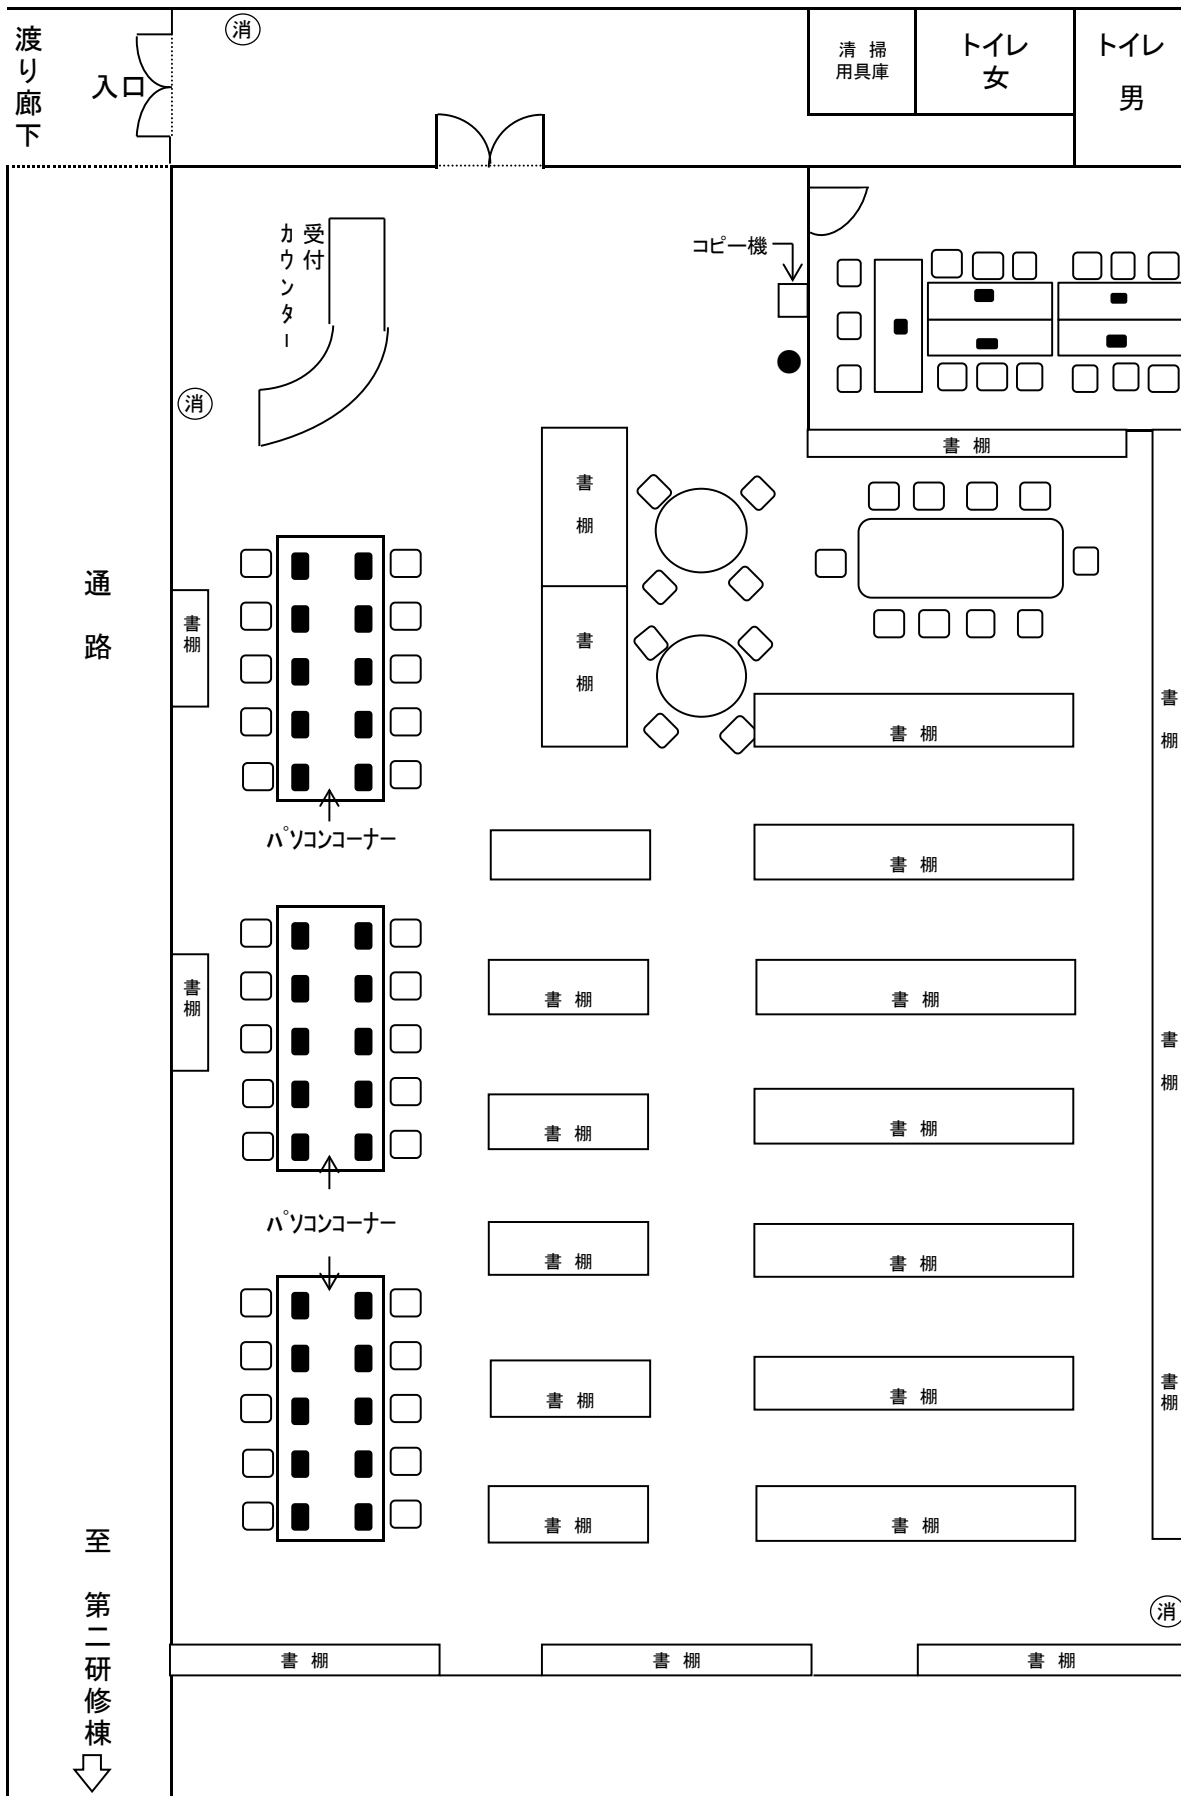 渡り廊下
入口
消
清 掃
用具庫
トイレ
女
トイレ
男
受付
カウンター
コピー機
消
書 棚
書棚
書棚
通路
書棚
書棚
書 棚
書棚
パソコンコーナー
書 棚
書棚
書 棚
書 棚
書棚
書 棚
書 棚
パソコンコーナー
書 棚
書 棚
書 棚
書 棚
書棚
書 棚
書 棚
至 第二研修棟
消
書 棚
書 棚
書 棚